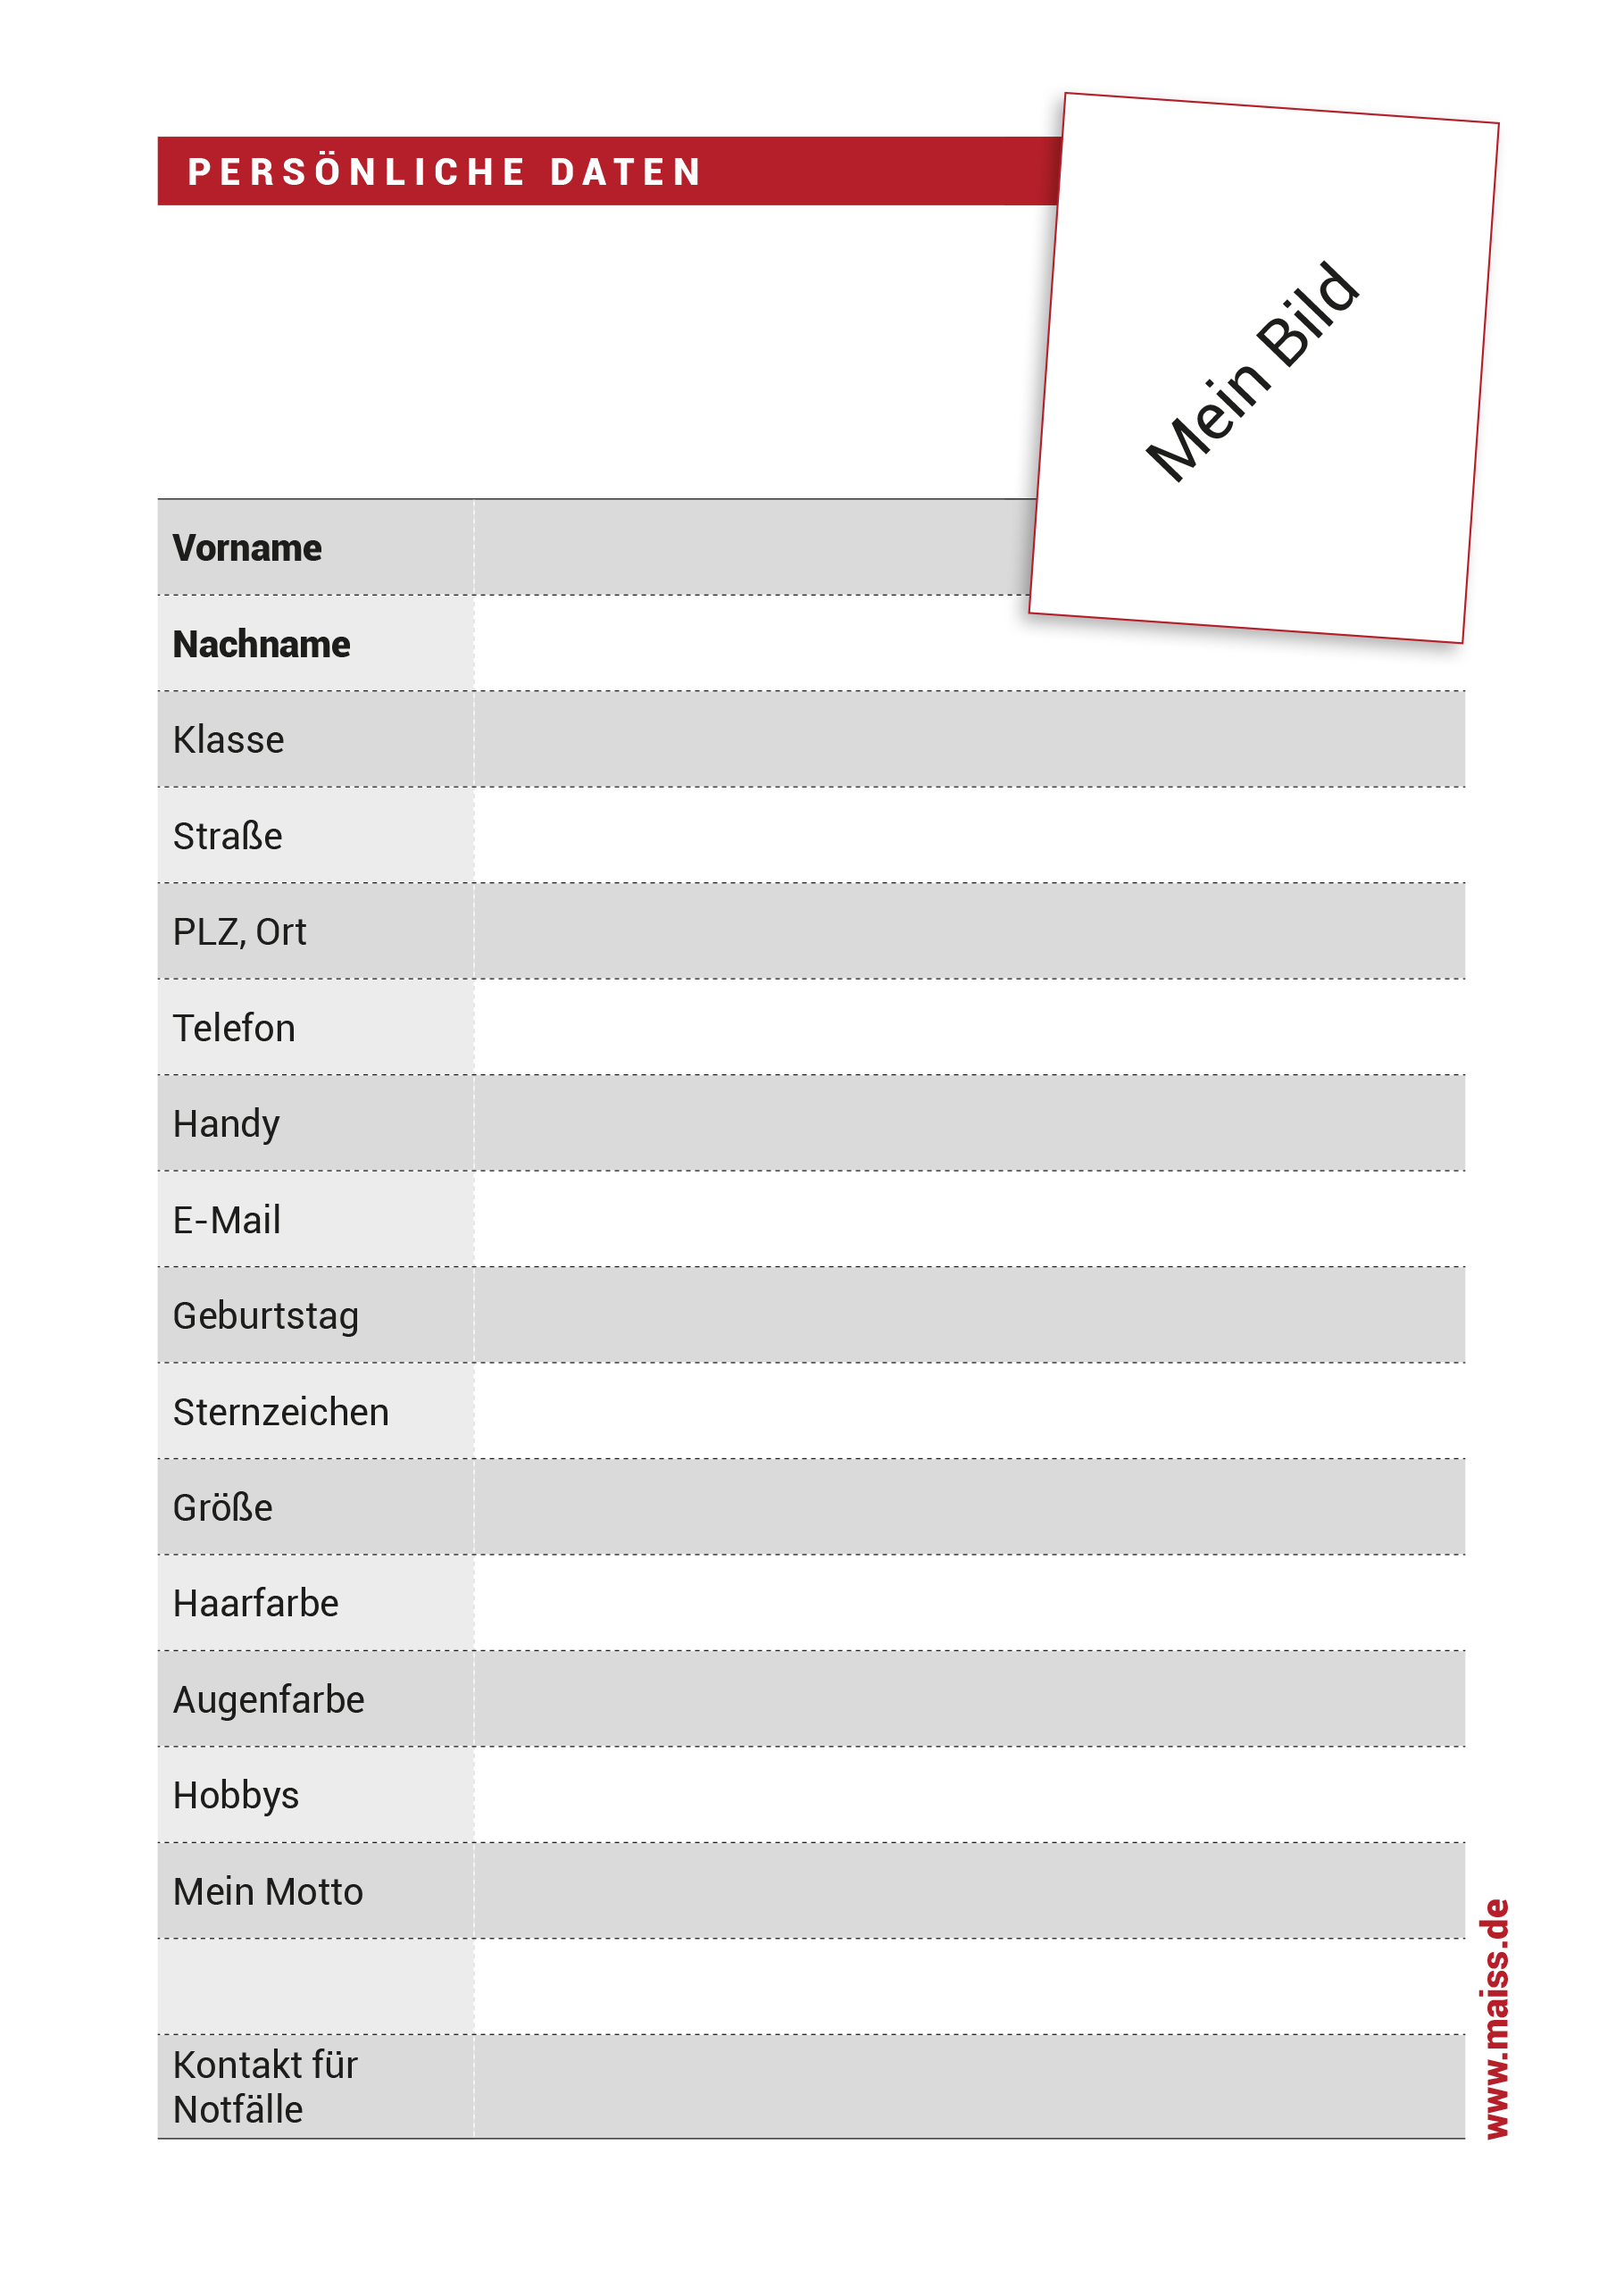 PERSÖNLICHE DATEN
Mein Bild
Vorname
Nachname
Klasse
Straße
PLZ, Ort
Telefon
Handy
E-Mail
Geburtstag
Sternzeichen
Größe
Haarfarbe
Augenfarbe
Hobbys
Mein Motto
Kontakt für
Notfälle
www.maiss.de